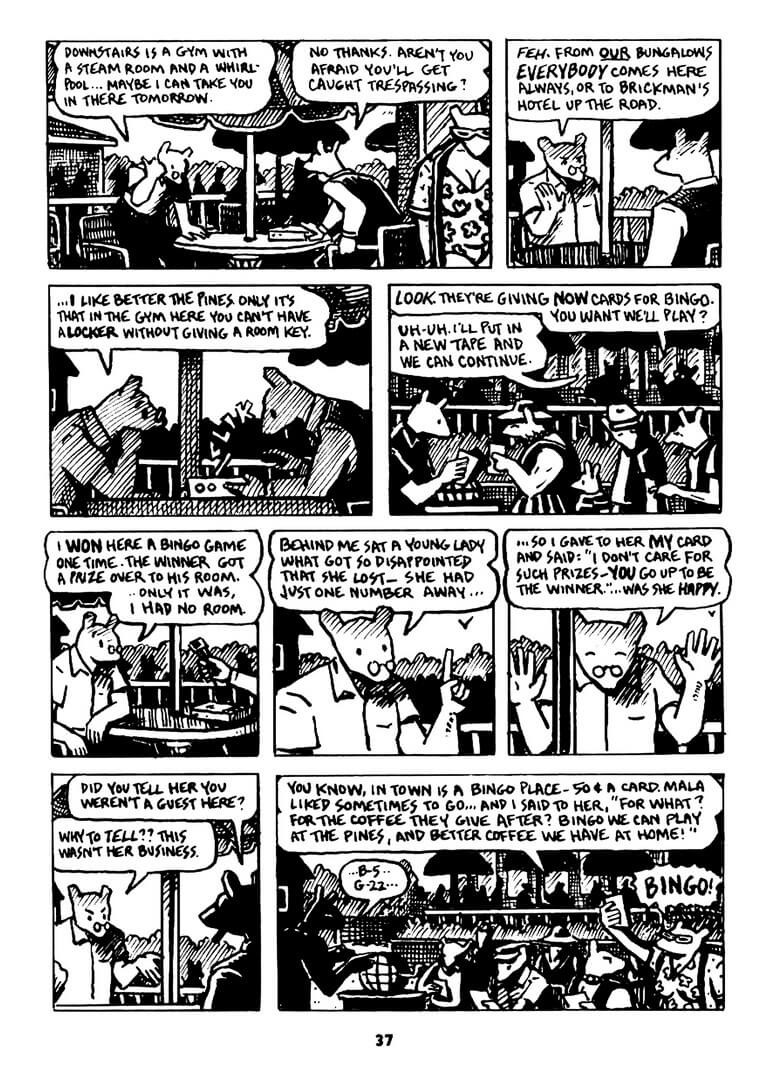 DOWNSTAIRS IS A GYM WITH
A STEAM ROOM AND A WHIRL-
POOL... MAYBE I CAN TAKE YOU
IN THERE TOMORROW.
NO THANKS. AREN'T YOU
AFRAID YOU'LL GET
CAUGHT TRESPASSING?
FEH. FROM OUR BUNGALOWS
EVERYBODY COMES HERE
ALWAYS, OR TO BRICKMAN'S
HOTEL UP THE ROAD.
...I LIKE BETTER THE PINES. ONLY IT'S
THAT IN THE GYM HERE YOU CAN'T HAVE
A LOCKER WITHOUT GIVING A ROOM KEY.
CLIK
LOOK THEY'RE GIVING NOW CARDS FOR BINGO.
YOU WANT WE'LL PLAY?
UH-UH. I'LL PUT IN
A NEW TAPE AND
WE CAN CONTINUE.
I WON HERE A BINGO GAME
ONE TIME. THE WINNER GOT
A PRIZE OVER TO HIS ROOM.
..ONLY IT WAS,
I HAD NO ROOM.
BEHIND ME SAT A YOUNG LADY
WHAT GOT SO DISAPPOINTED
THAT SHE LOST— SHE HAD
JUST ONE NUMBER AWAY...
...SO I GAVE TO HER MY CARD
AND SAID: "I DON'T CARE FOR
SUCH PRIZES-YOU GO UP TO BE
THE WINNER."...WAS SHE HAPPY.
DID YOU TELL HER YOU
WEREN'T A GUEST HERE?
WHY TO TELL?? THIS
WASN'T HER BUSINESS.
YOU KNOW, IN TOWN IS A BINGO PLACE- 50¢ A CARD. MALA
LIKED SOMETIMES TO GO... AND I SAID TO HER, "FOR WHAT?
FOR THE COFFEE THEY GIVE AFTER? BINGO WE CAN PLAY
AT THE PINES, AND BETTER COFFEE WE HAVE AT HOME!"
...B-5..
G-22...
BINGO!
37